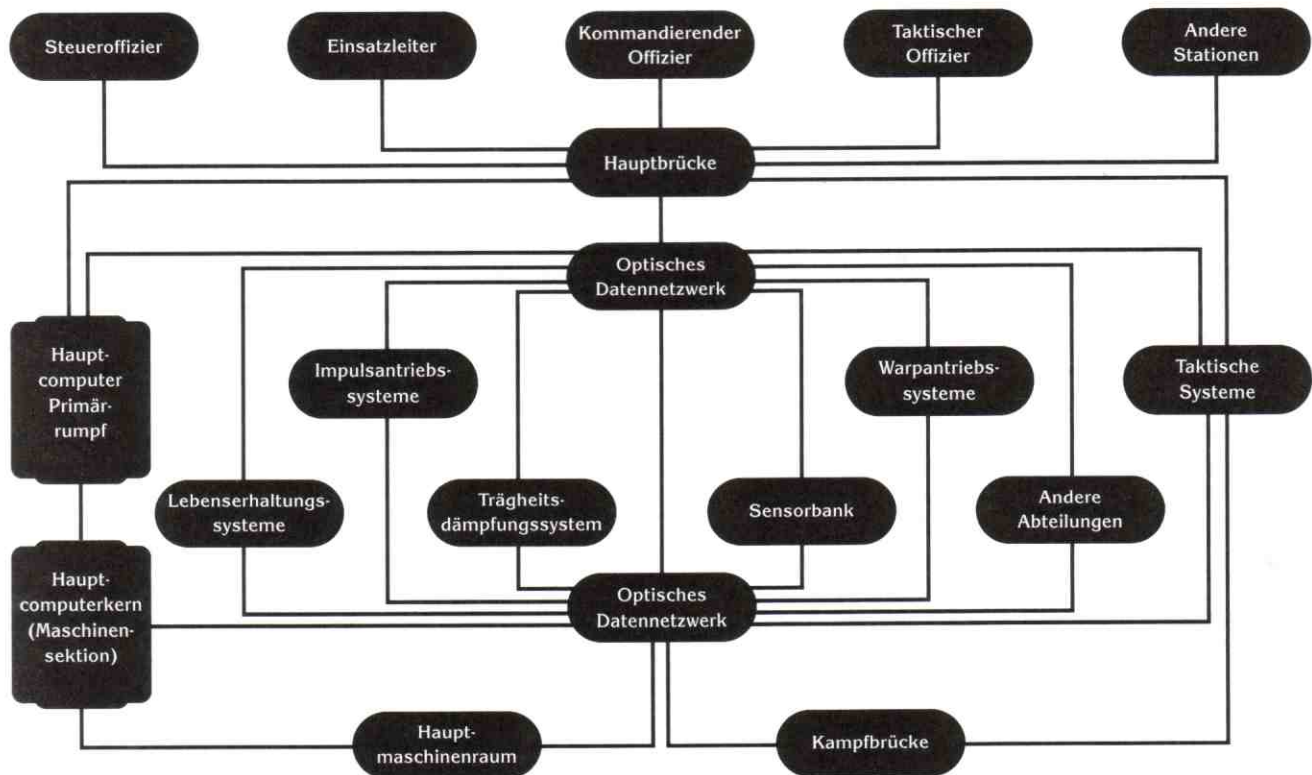 Steueroffizier
Einsatzleiter
Kommandierender
Offizier
Taktischer
Offizier
Andere
Stationen
Hauptbrücke
Optisches
Datennetzwerk
Haupt-
computer
Primär-
rumpf
Impulsantriebs-
systeme
Warpantriebs-
systeme
Taktische
Systeme
Lebenserhaltungs-
systeme
Trägheits-
dämpfungssystem
Sensorbank
Andere
Abteilungen
Haupt-
computerkern
(Maschinen-
sektion)
Optisches
Datennetzwerk
Haupt-
maschinenraum
Kampfbrücke